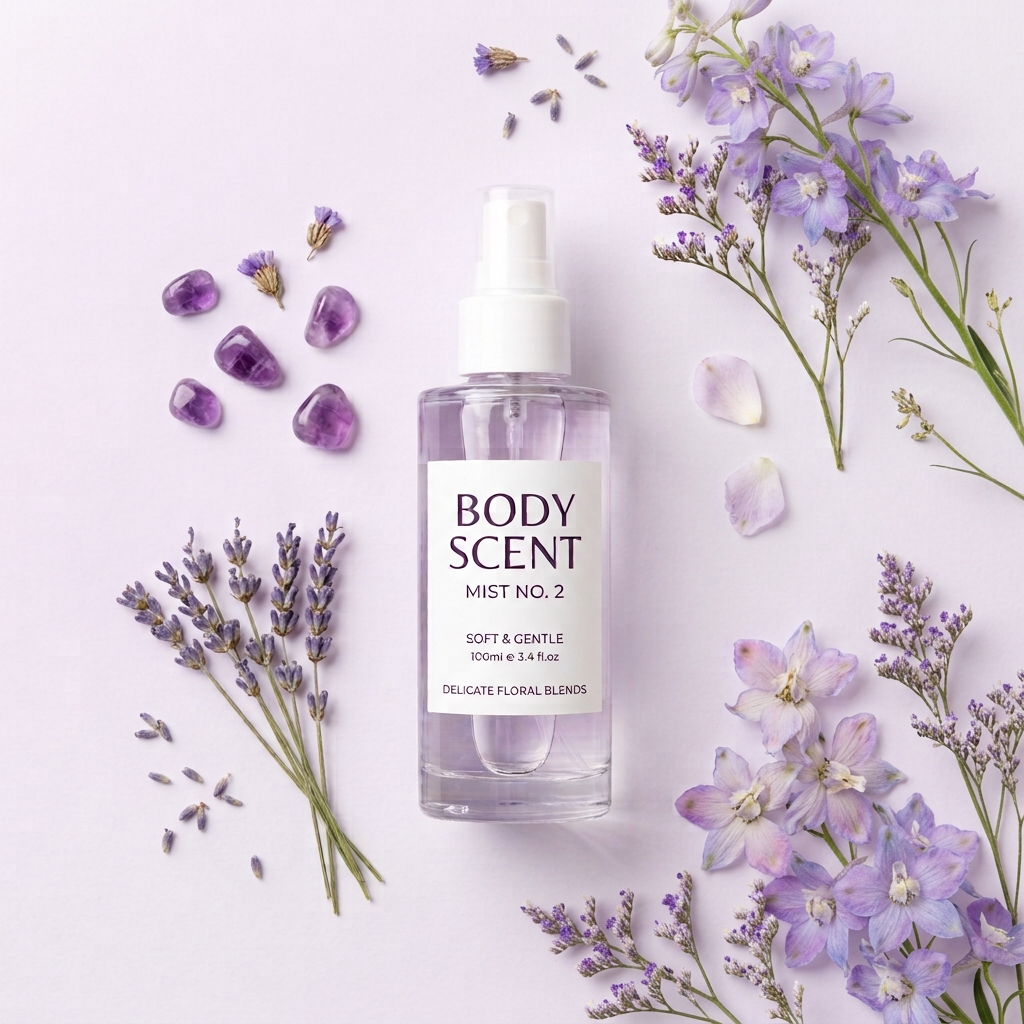 BODY
SCENT
MIST NO. 2
SOFT & GENTLE
100ml e 3.4 fl.oz
DELICATE FLORAL BLENDS